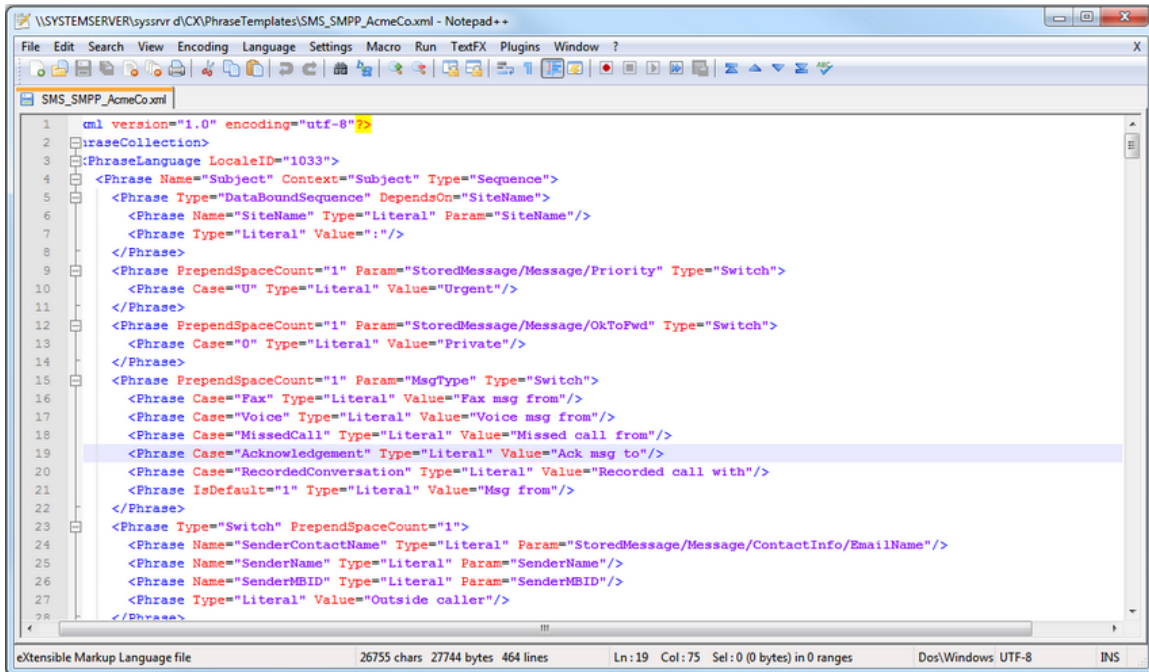 \\SYSTEMSERVER\syssrvr d\CX\PhraseTemplates\SMS_SMPP_AcmeCo.xml - Notepad++
File Edit Search View Encoding Language Settings Macro Run TextFX Plugins Window ? X
SMS_SMPP_AcmeCo.xml
1 xml version="1.0" encoding="utf-8"?>
2 hraseCollection>
3 <PhraseLanguage LocaleID="1033">
4 <Phrase Name="Subject" Context="Subject" Type="Sequence">
5 <Phrase Type="DataBoundSequence" DependsOn="SiteName">
6 <Phrase Name="SiteName" Type="Literal" Param="SiteName"/>
7 <Phrase Type="Literal" Value=":"/>
8 </Phrase>
9 <Phrase PrependSpaceCount="1" Param="StoredMessage/Message/Priority" Type="Switch">
10 <Phrase Case="U" Type="Literal" Value="Urgent"/>
11 </Phrase>
12 <Phrase PrependSpaceCount="1" Param="StoredMessage/Message/OkToFwd" Type="Switch">
13 <Phrase Case="0" Type="Literal" Value="Private"/>
14 </Phrase>
15 <Phrase PrependSpaceCount="1" Param="MsgType" Type="Switch">
16 <Phrase Case="Fax" Type="Literal" Value="Fax msg from"/>
17 <Phrase Case="Voice" Type="Literal" Value="Voice msg from"/>
18 <Phrase Case="MissedCall" Type="Literal" Value="Missed call from"/>
19 <Phrase Case="Acknowledgement" Type="Literal" Value="Ack msg to"/>
20 <Phrase Case="RecordedConversation" Type="Literal" Value="Recorded call with"/>
21 <Phrase IsDefault="1" Type="Literal" Value="Msg from"/>
22 </Phrase>
23 <Phrase Type="Switch" PrependSpaceCount="1">
24 <Phrase Name="SenderContactName" Type="Literal" Param="StoredMessage/Message/ContactInfo/EmailName"/>
25 <Phrase Name="SenderName" Type="Literal" Param="SenderName"/>
26 <Phrase Name="SenderMBID" Type="Literal" Param="SenderMBID"/>
27 <Phrase Type="Literal" Value="Outside caller"/>
28 </Phrase>
eXtensible Markup Language file 26755 chars 27744 bytes 464 lines Ln : 19 Col : 75 Sel : 0 (0 bytes) in 0 ranges Dos\Windows UTF-8 INS